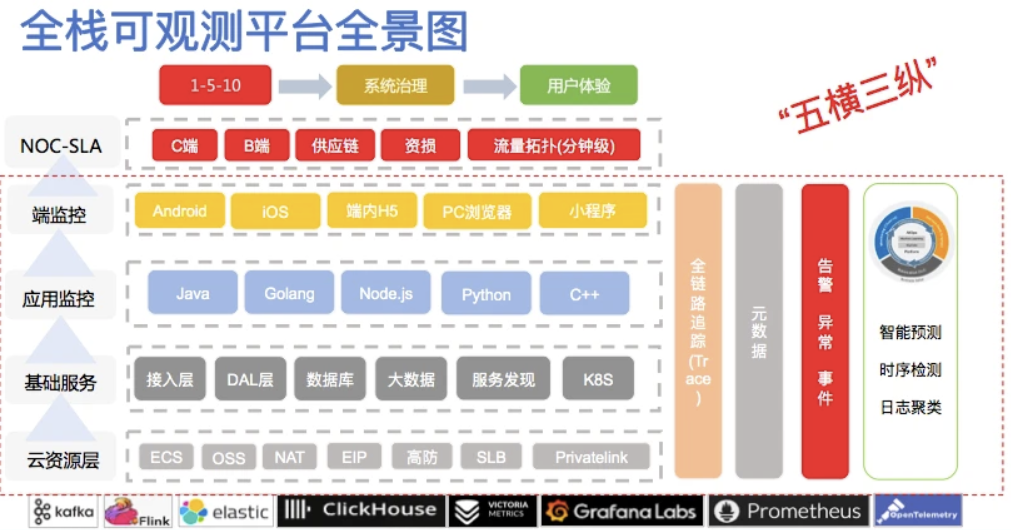 全栈可观测平台全景图
1-5-10
系统治理
用户体验
“五横三纵”
NOC-SLA
C端
B端
供应链
资损
流量拓扑(分钟级)
端监控
Android
iOS
端内H5
PC浏览器
小程序
应用监控
Java
Golang
Node.js
Python
C++
基础服务
接入层
DAL层
数据库
大数据
服务发现
K8S
云资源层
ECS
OSS
NAT
EIP
高防
SLB
Privatelink
全链路追踪(Trace)
元数据
告警 异常 事件
智能预测
时序检测
日志聚类
kafka
Flink
elastic
ClickHouse
VICTORIA
METRICS
Grafana Labs
Prometheus
OpenTelemetry